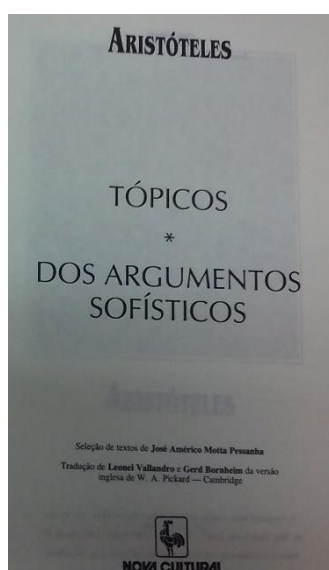 ARISTÓTELES
TÓPICOS
*
DOS ARGUMENTOS
SOFÍSTICOS
Seleção de textos de José Américo Motta Pessanha
Tradução de Leonel Vallandro e Gerd Bornheim da versão
inglesa de W. A. Pickard — Cambridge
NOVA CULTURAL